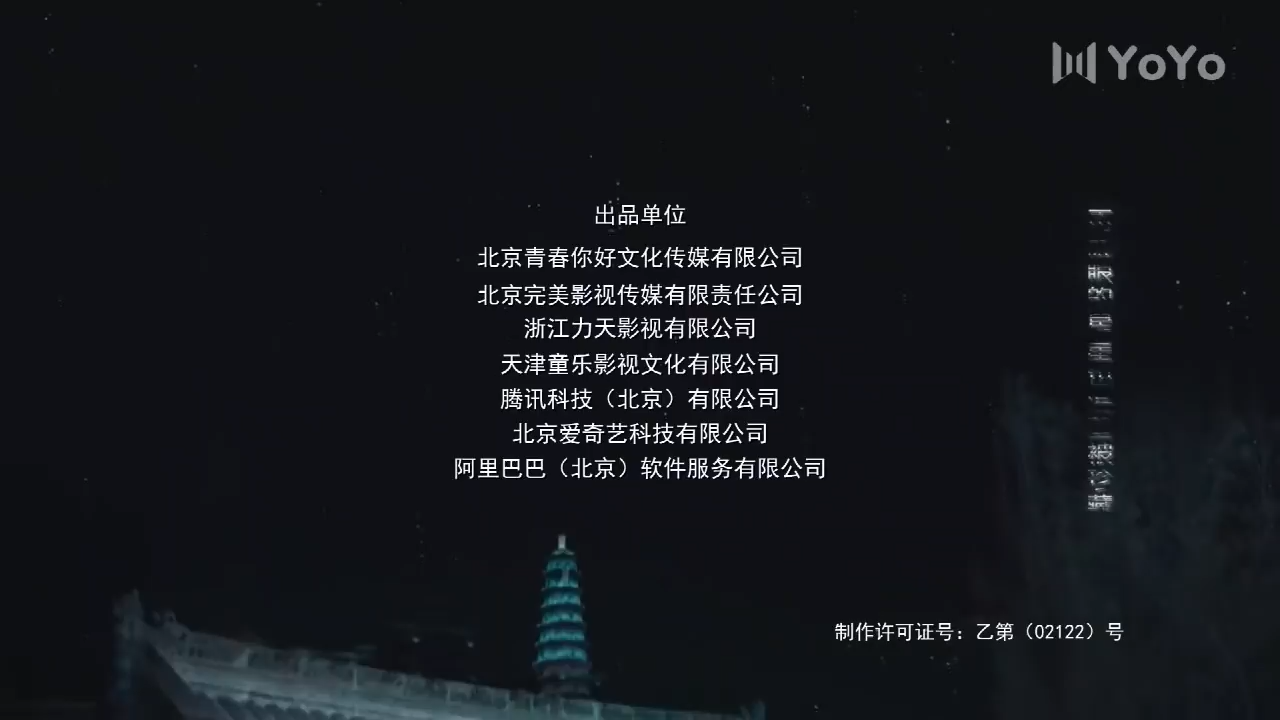 YoYo
出品单位
北京青春你好文化传媒有限公司
北京完美影视传媒有限责任公司
浙江力天影视有限公司
天津童乐影视文化有限公司
腾讯科技（北京）有限公司
北京爱奇艺科技有限公司
阿里巴巴（北京）软件服务有限公司
制作许可证号：乙第（02122）号